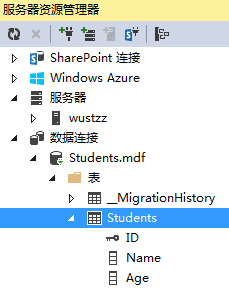 服务器资源管理器
SharePoint 连接
Windows Azure
服务器
wustzz
数据连接
Students.mdf
表
__MigrationHistory
Students
ID
Name
Age